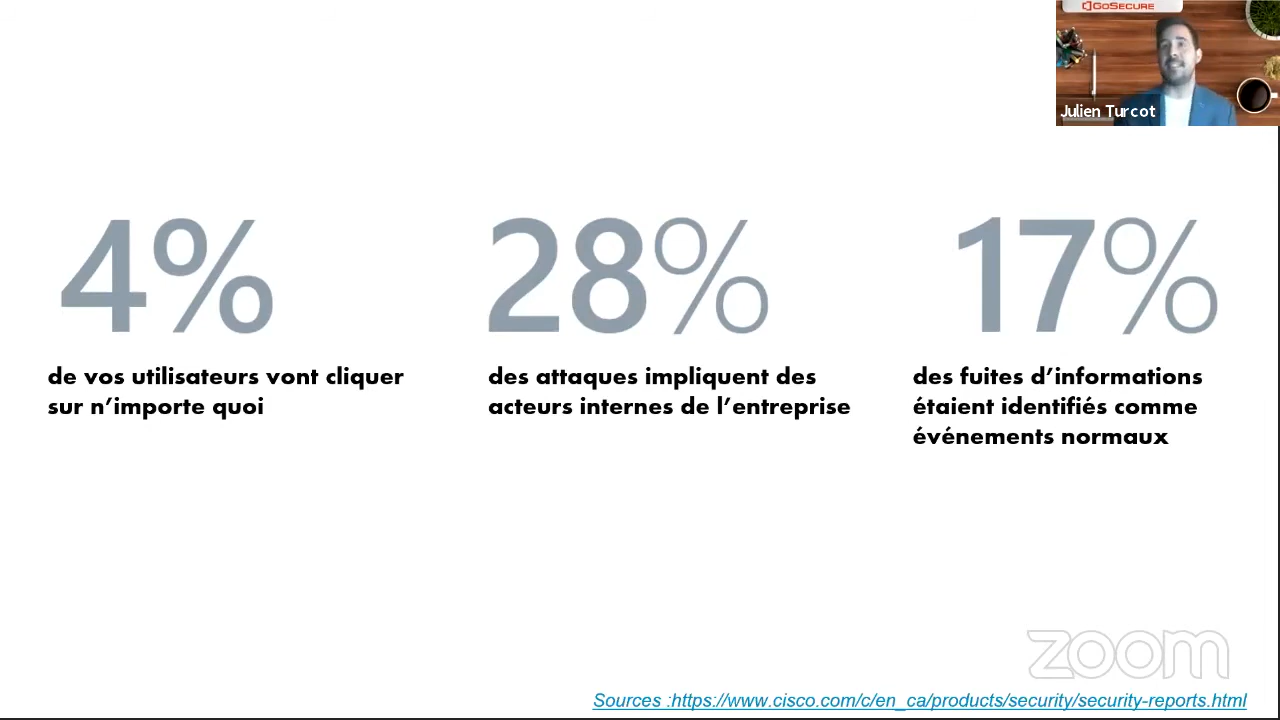 GoSecure
Julien Turcot
4% 28% 17%
de vos utilisateurs vont cliquer
sur n’importe quoi
des attaques impliquent des
acteurs internes de l’entreprise
des fuites d’informations
étaient identifiés comme
événements normaux
zoom
Sources :https://www.cisco.com/c/en_ca/products/security/security-reports.html